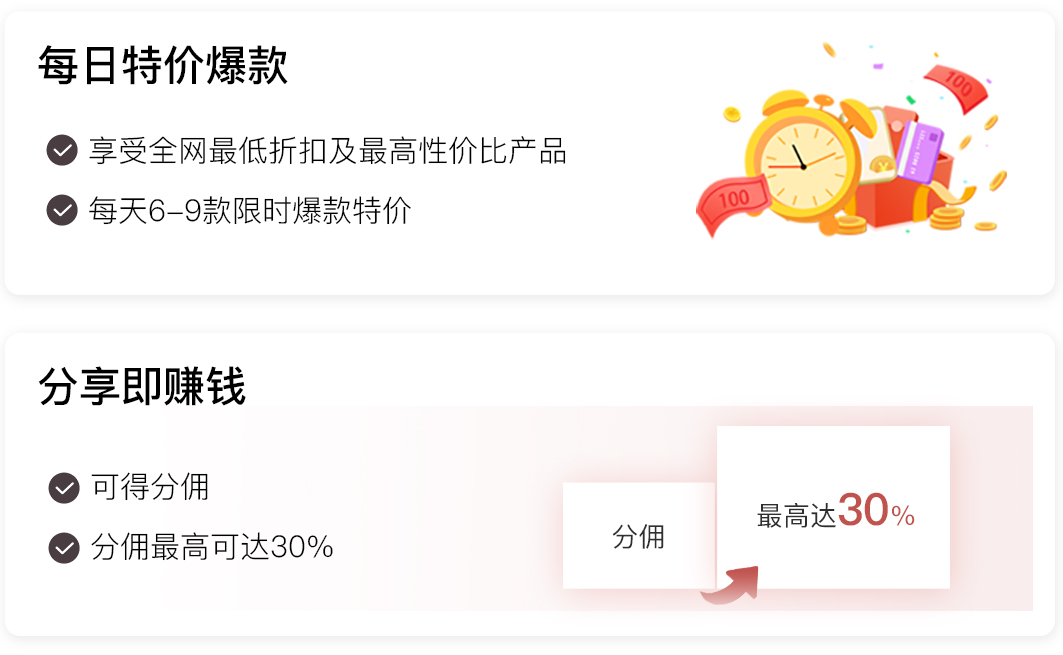 每日特价爆款
享受全网最低折扣及最高性价比产品
每天6-9款限时爆款特价
100
100
分享即赚钱
可得分佣
分佣最高可达30%
分佣
最高达30%